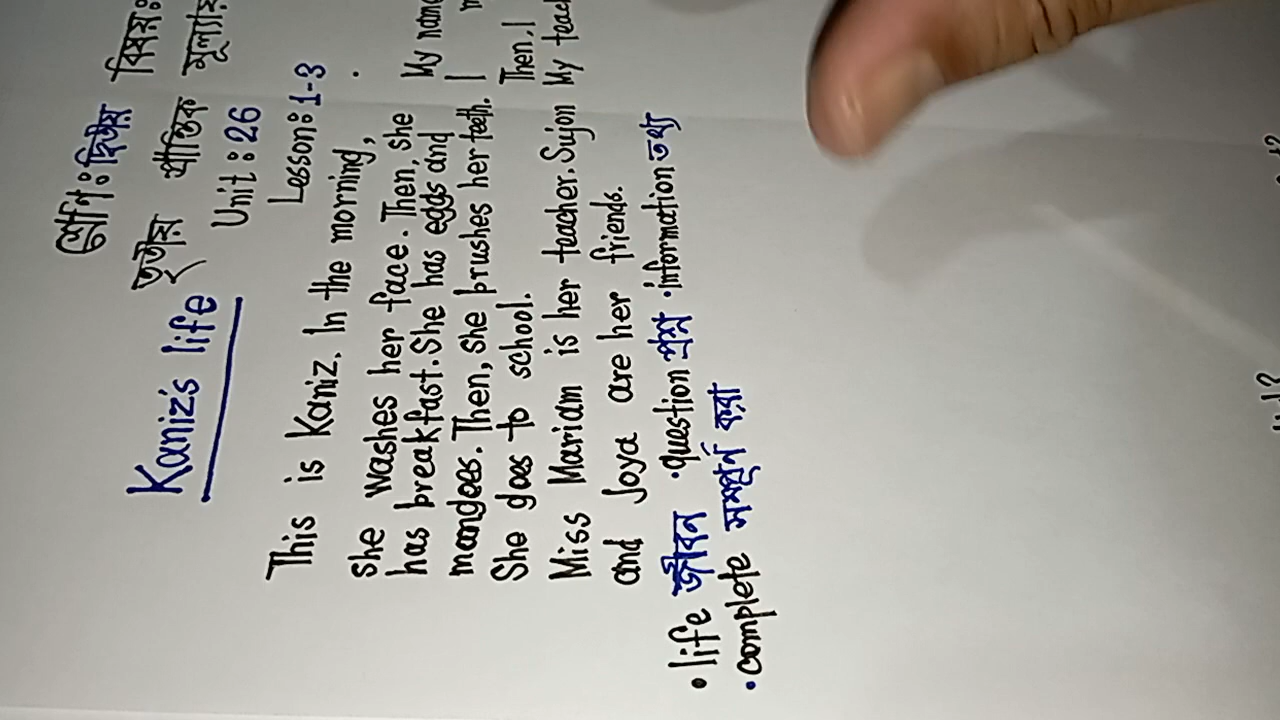 শ্রেণি: দ্বিতীয় বিষয়:
তৃতীয় প্রান্তিক
Unit: 26
Kaniz's life
Lesson: 1-3
This is Kaniz. In the morning,
she washes her face. Then, she
has breakfast. She has eggs and
mangoes. Then, she brushes her teeth.
She goes to school.
Miss Mariam is her teacher. Sujon
and Joya are her friends.
• life জীবন • question প্রশ্ন • information তথ্য
• complete সম্পূর্ণ করা
My name
I
Then, I
My